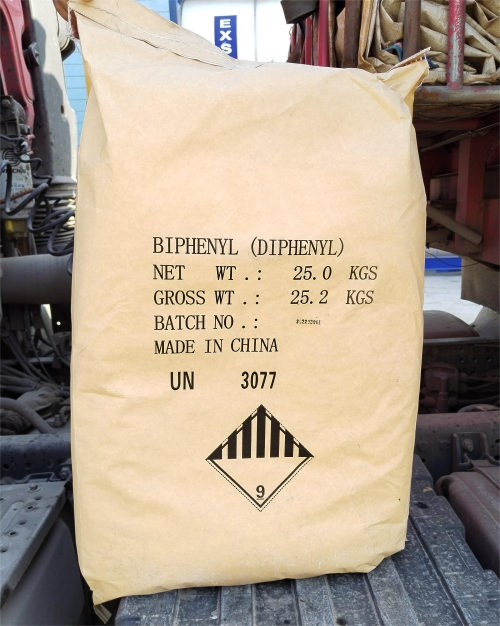 EXS
BIPHENYL (DIPHENYL)
NET WT.: 25.0 KGS
GROSS WT.: 25.2 KGS
BATCH NO.:
MADE IN CHINA
UN 3077
9